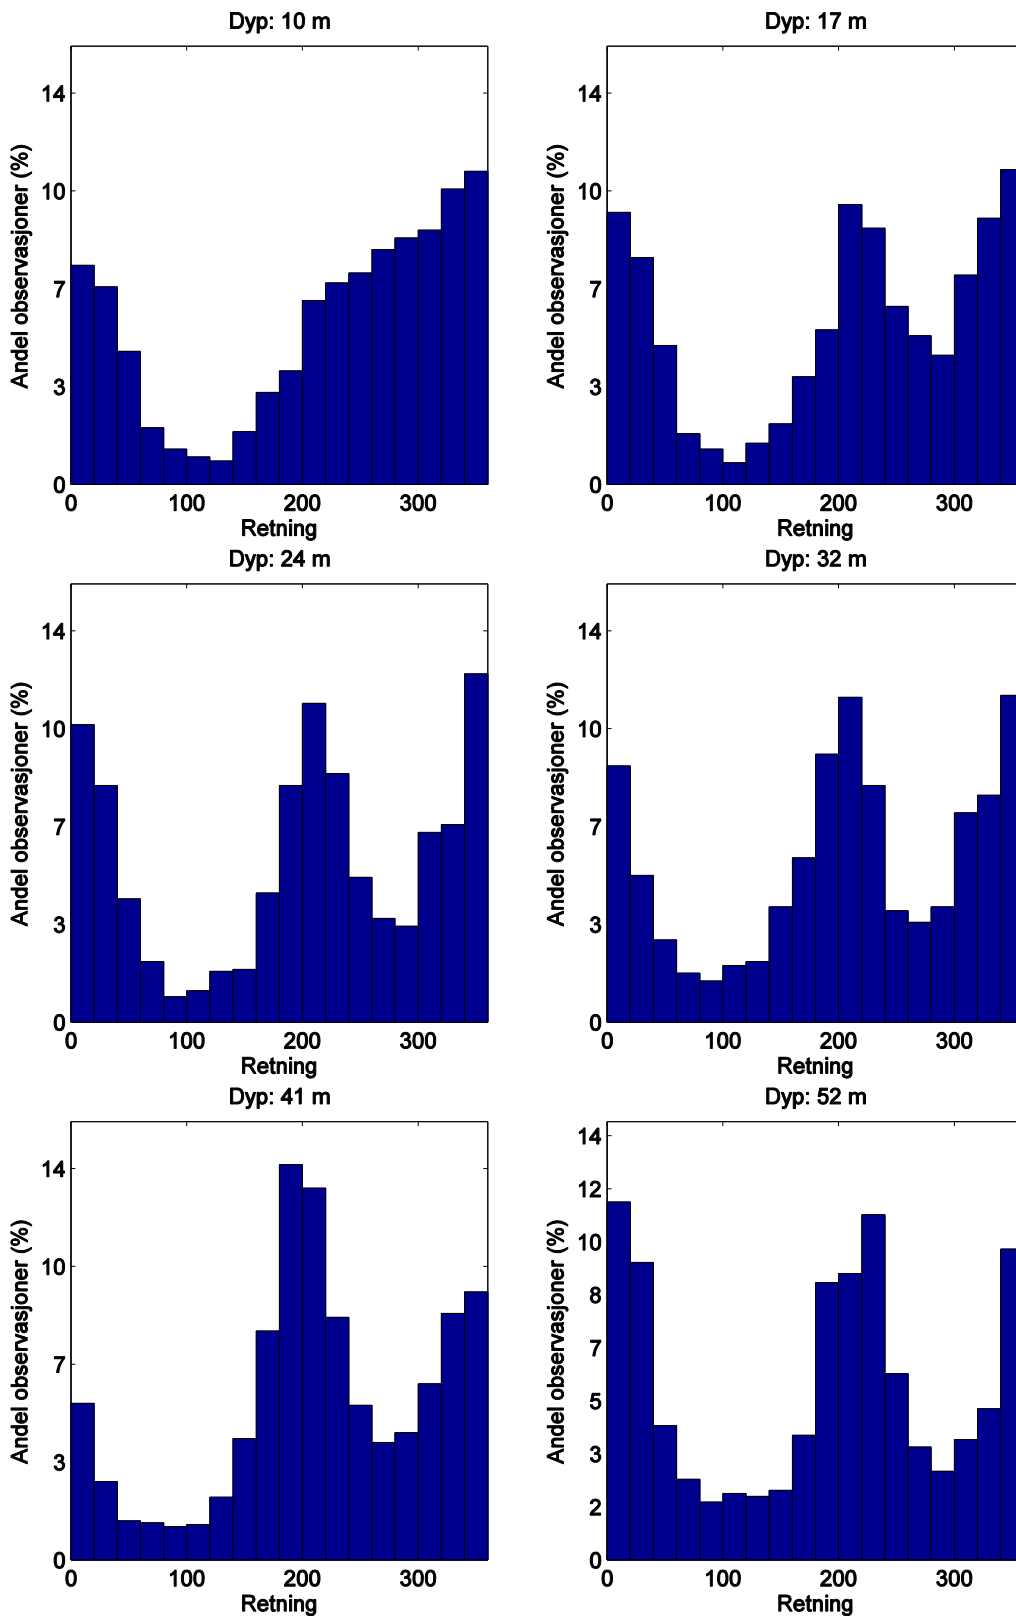 Dyp: 10 m
14
10
7
3
0
0 100 200 300
Andel observasjoner (%)
Retning
Dyp: 17 m
14
10
7
3
0
0 100 200 300
Andel observasjoner (%)
Retning
Dyp: 24 m
14
10
7
3
0
0 100 200 300
Andel observasjoner (%)
Retning
Dyp: 32 m
14
10
7
3
0
0 100 200 300
Andel observasjoner (%)
Retning
Dyp: 41 m
14
10
7
3
0
0 100 200 300
Andel observasjoner (%)
Retning
Dyp: 52 m
14
12
10
8
7
5
3
2
0
0 100 200 300
Andel observasjoner (%)
Retning